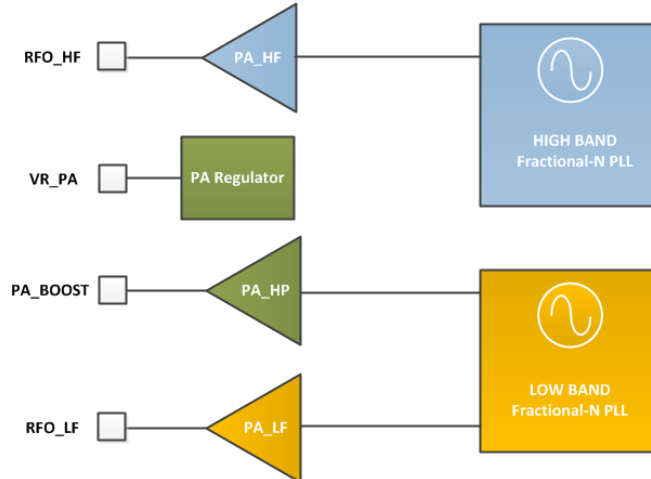 RFO_HF
PA_HF
HIGH BAND
Fractional-N PLL
VR_PA
PA Regulator
PA_BOOST
PA_HP
LOW BAND
Fractional-N PLL
RFO_LF
PA_LF